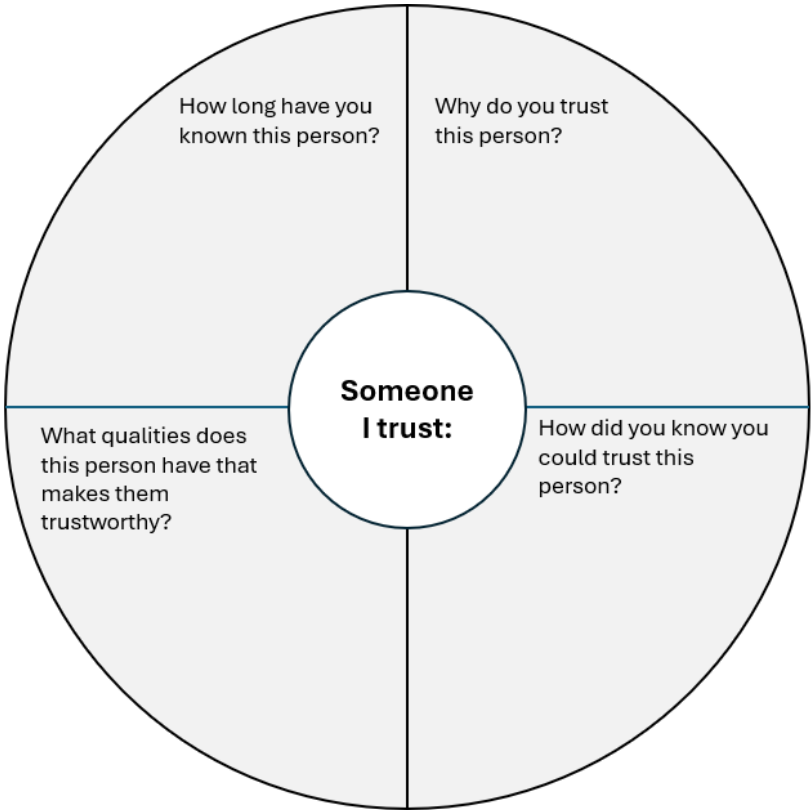 How long have you
known this person?
Why do you trust
this person?
Someone
I trust:
What qualities does
this person have that
makes them
trustworthy?
How did you know you
could trust this
person?